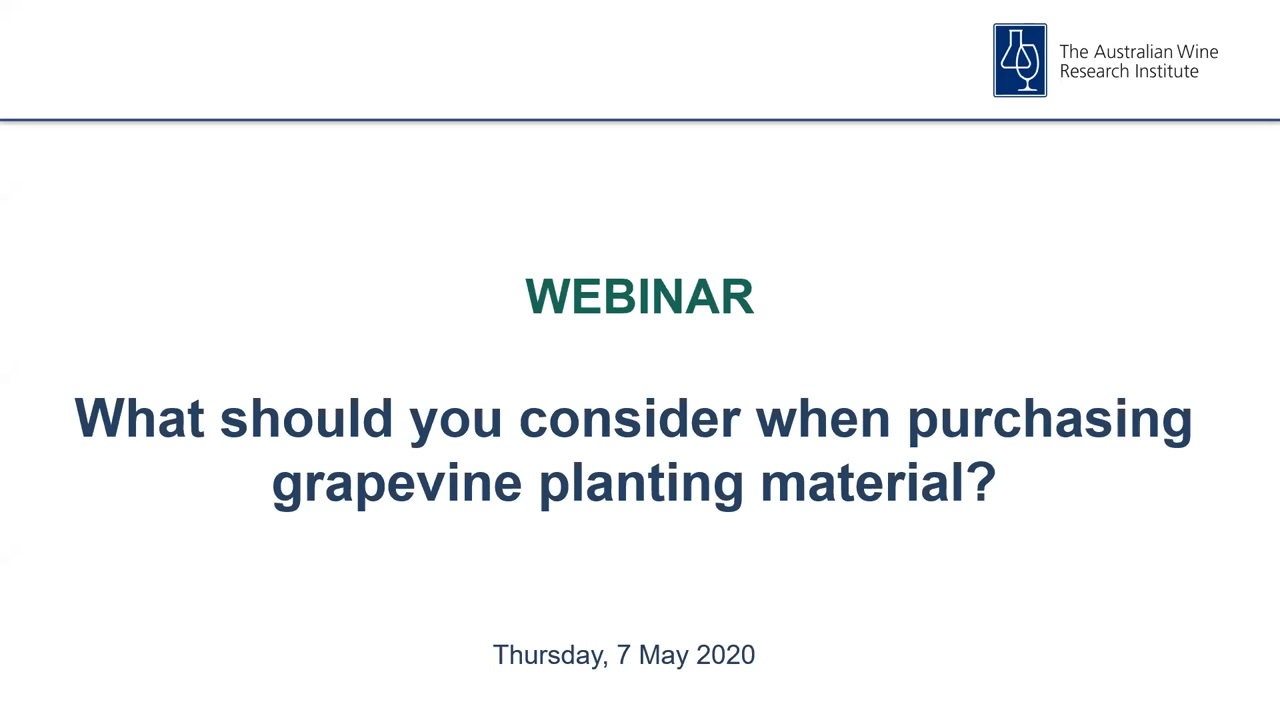 The Australian Wine
Research Institute
WEBINAR
What should you consider when purchasing
grapevine planting material?
Thursday, 7 May 2020